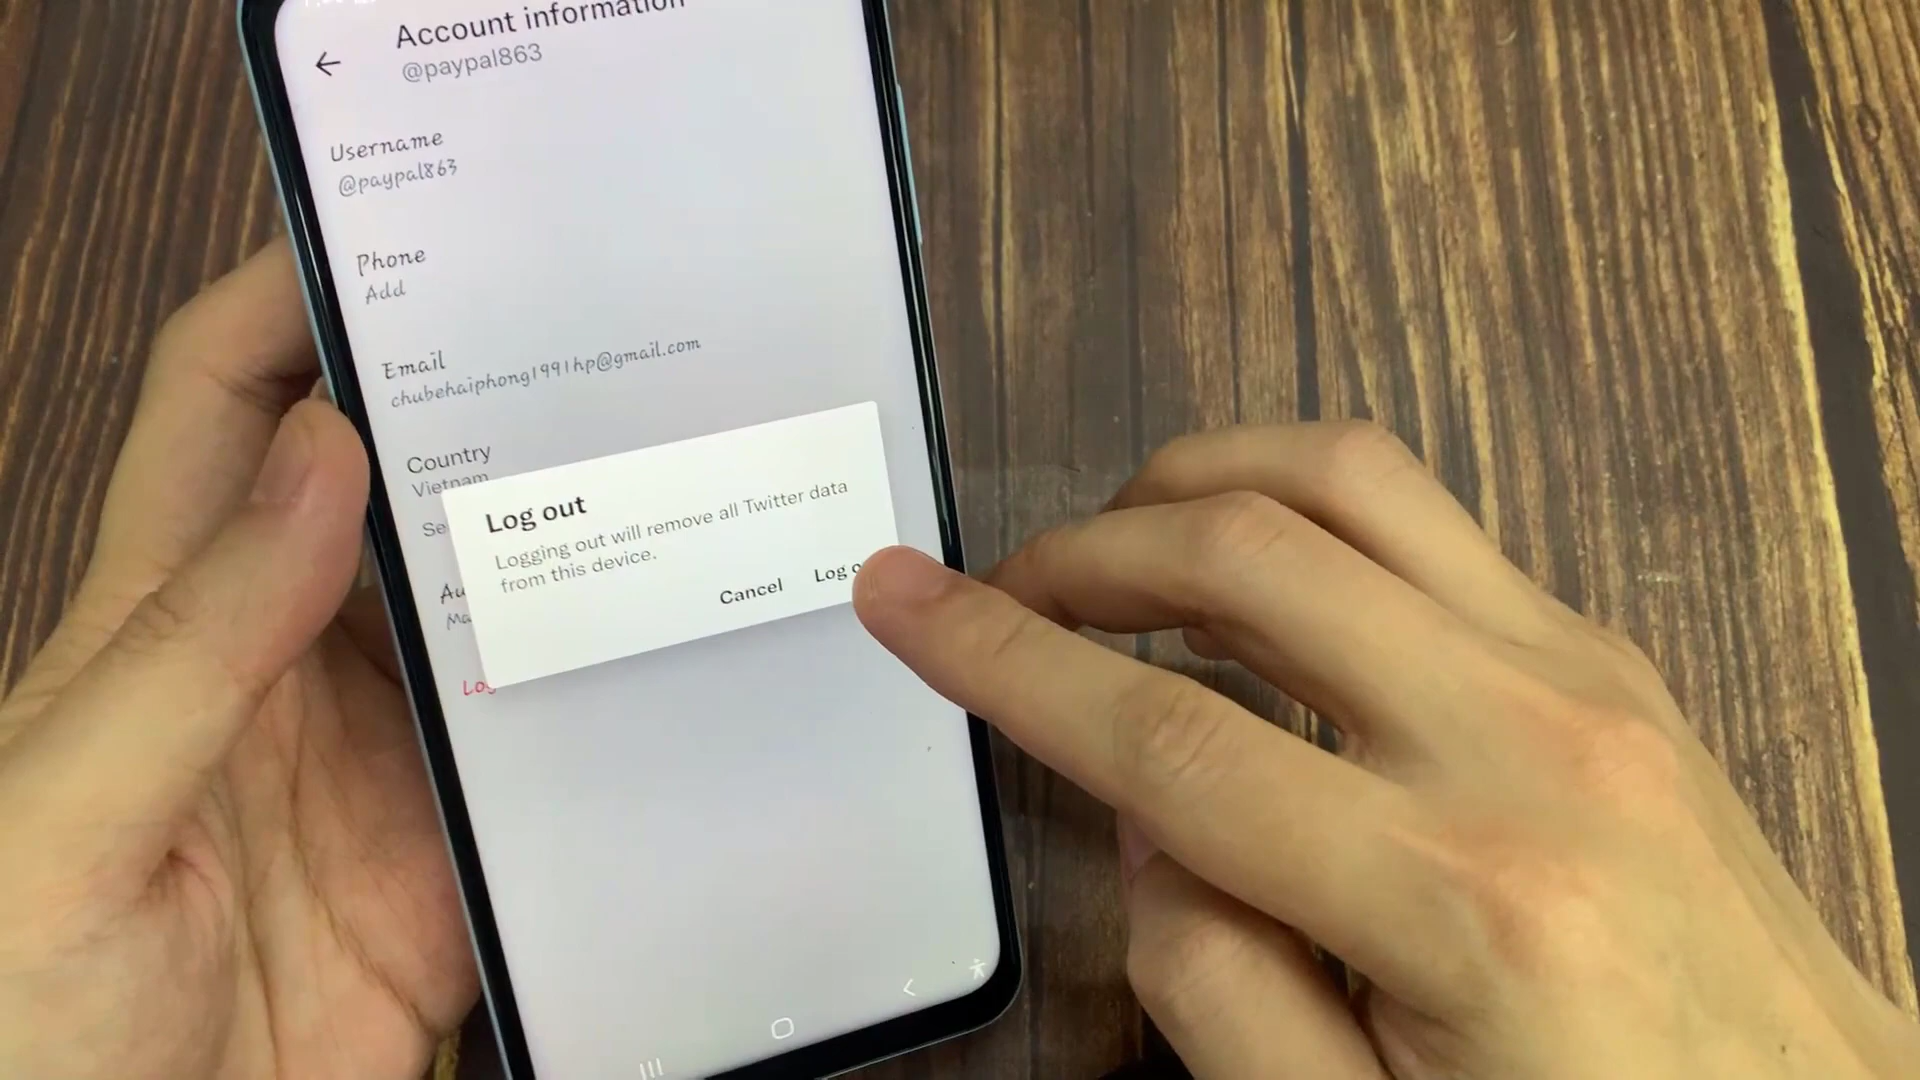 Account information
@paypal863
Username
@paypal863
Phone
Add
Email
chubehaiphong1991hp@gmail.com
Country
Vietnam
Log out
Logging out will remove all Twitter data
from this device.
Cancel
Log